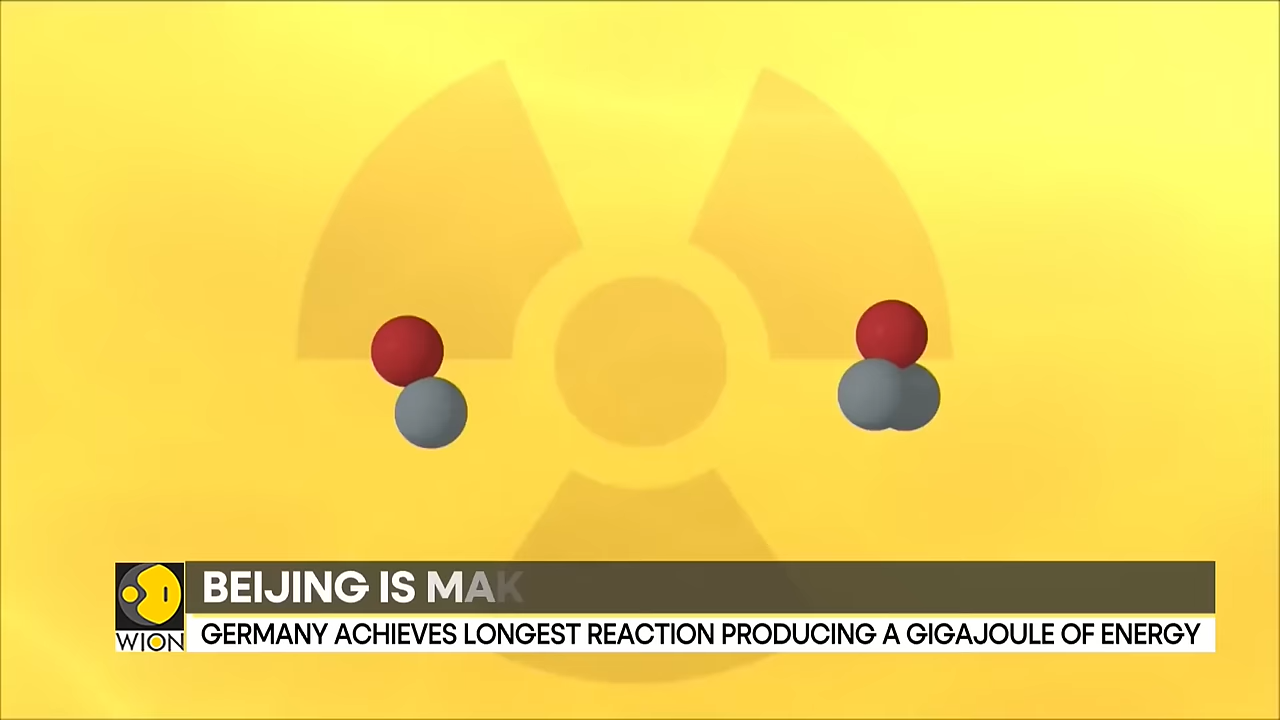 BEIJING IS MAK
GERMANY ACHIEVES LONGEST REACTION PRODUCING A GIGAJOULE OF ENERGY
WION